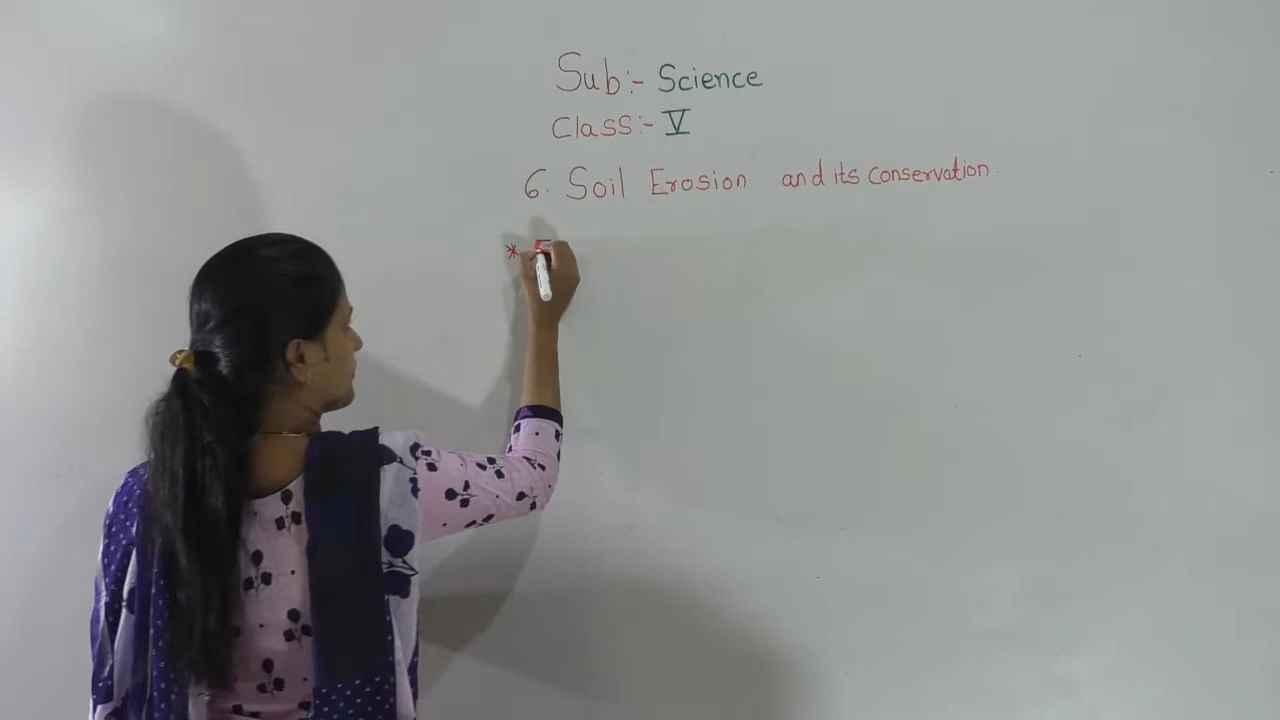 Sub:- Science
Class:- V
6. Soil Erosion and its Conservation.
*